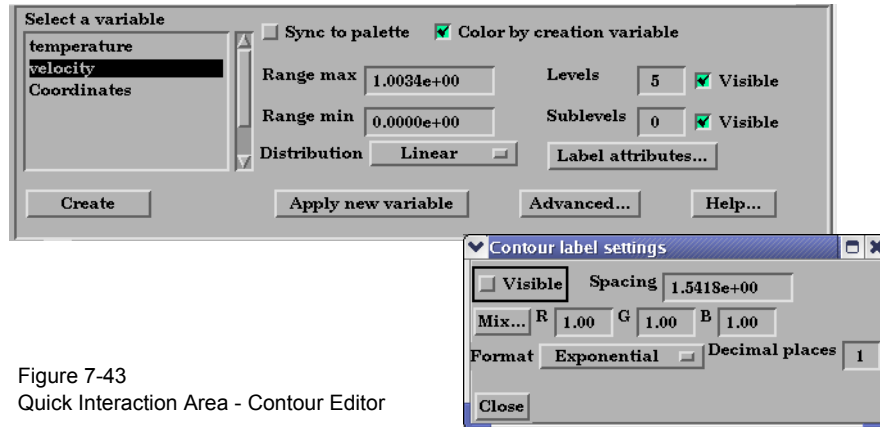 Select a variable
temperature
velocity
Coordinates
Sync to palette Color by creation variable
Range max 1.0034e+00 Levels 5 Visible
Range min 0.0000e+00 Sublevels 0 Visible
Distribution Linear Label attributes...
Create Apply new variable Advanced... Help...
Contour label settings
Visible Spacing 1.5418e+00
Mix... R 1.00 G 1.00 B 1.00
Format Exponential Decimal places 1
Close
Figure 7-43
Quick Interaction Area - Contour Editor